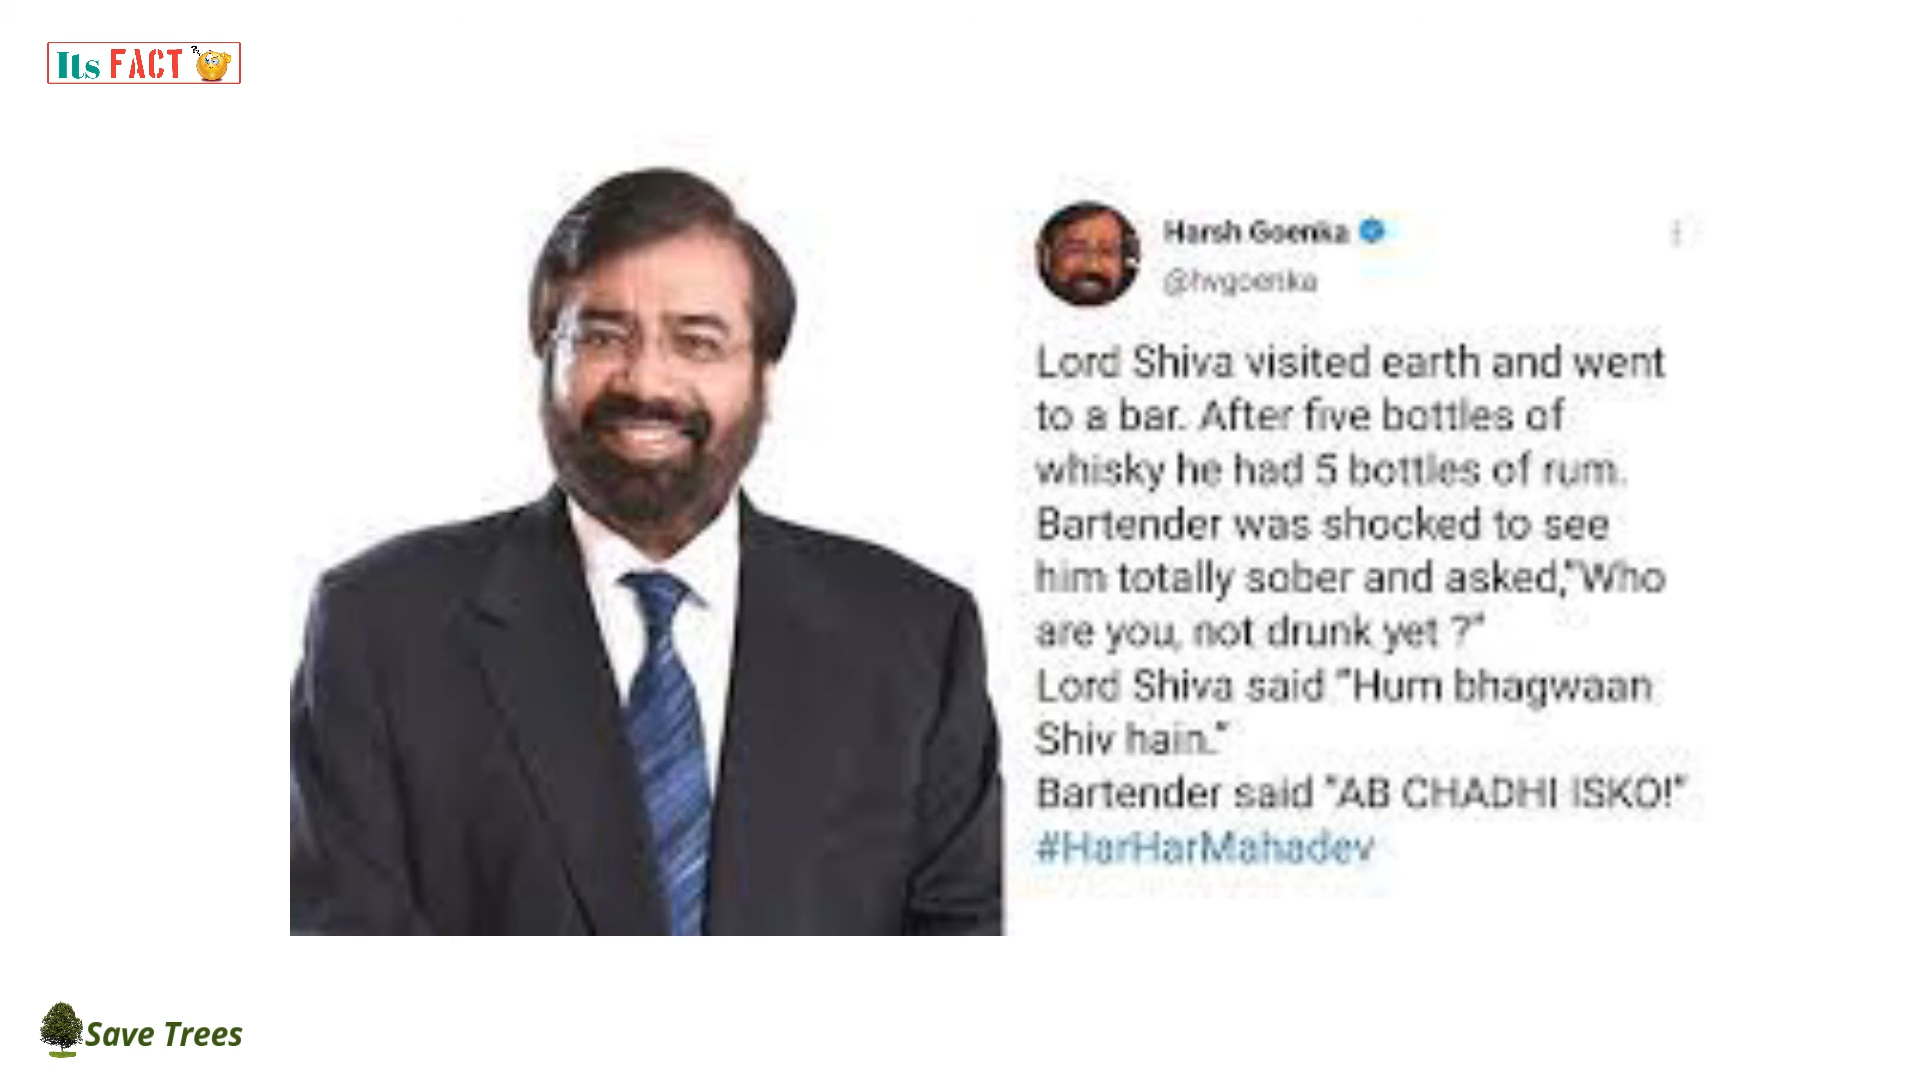 Its FACT
Harsh Goenka
@hvgoenka
Lord Shiva visited earth and went
to a bar. After five bottles of
whisky he had 5 bottles of rum.
Bartender was shocked to see
him totally sober and asked,"Who
are you, not drunk yet ?"
Lord Shiva said "Hum bhagwaan
Shiv hain."
Bartender said "AB CHADHI ISKO!"
#HarHarMahadev
Save Trees